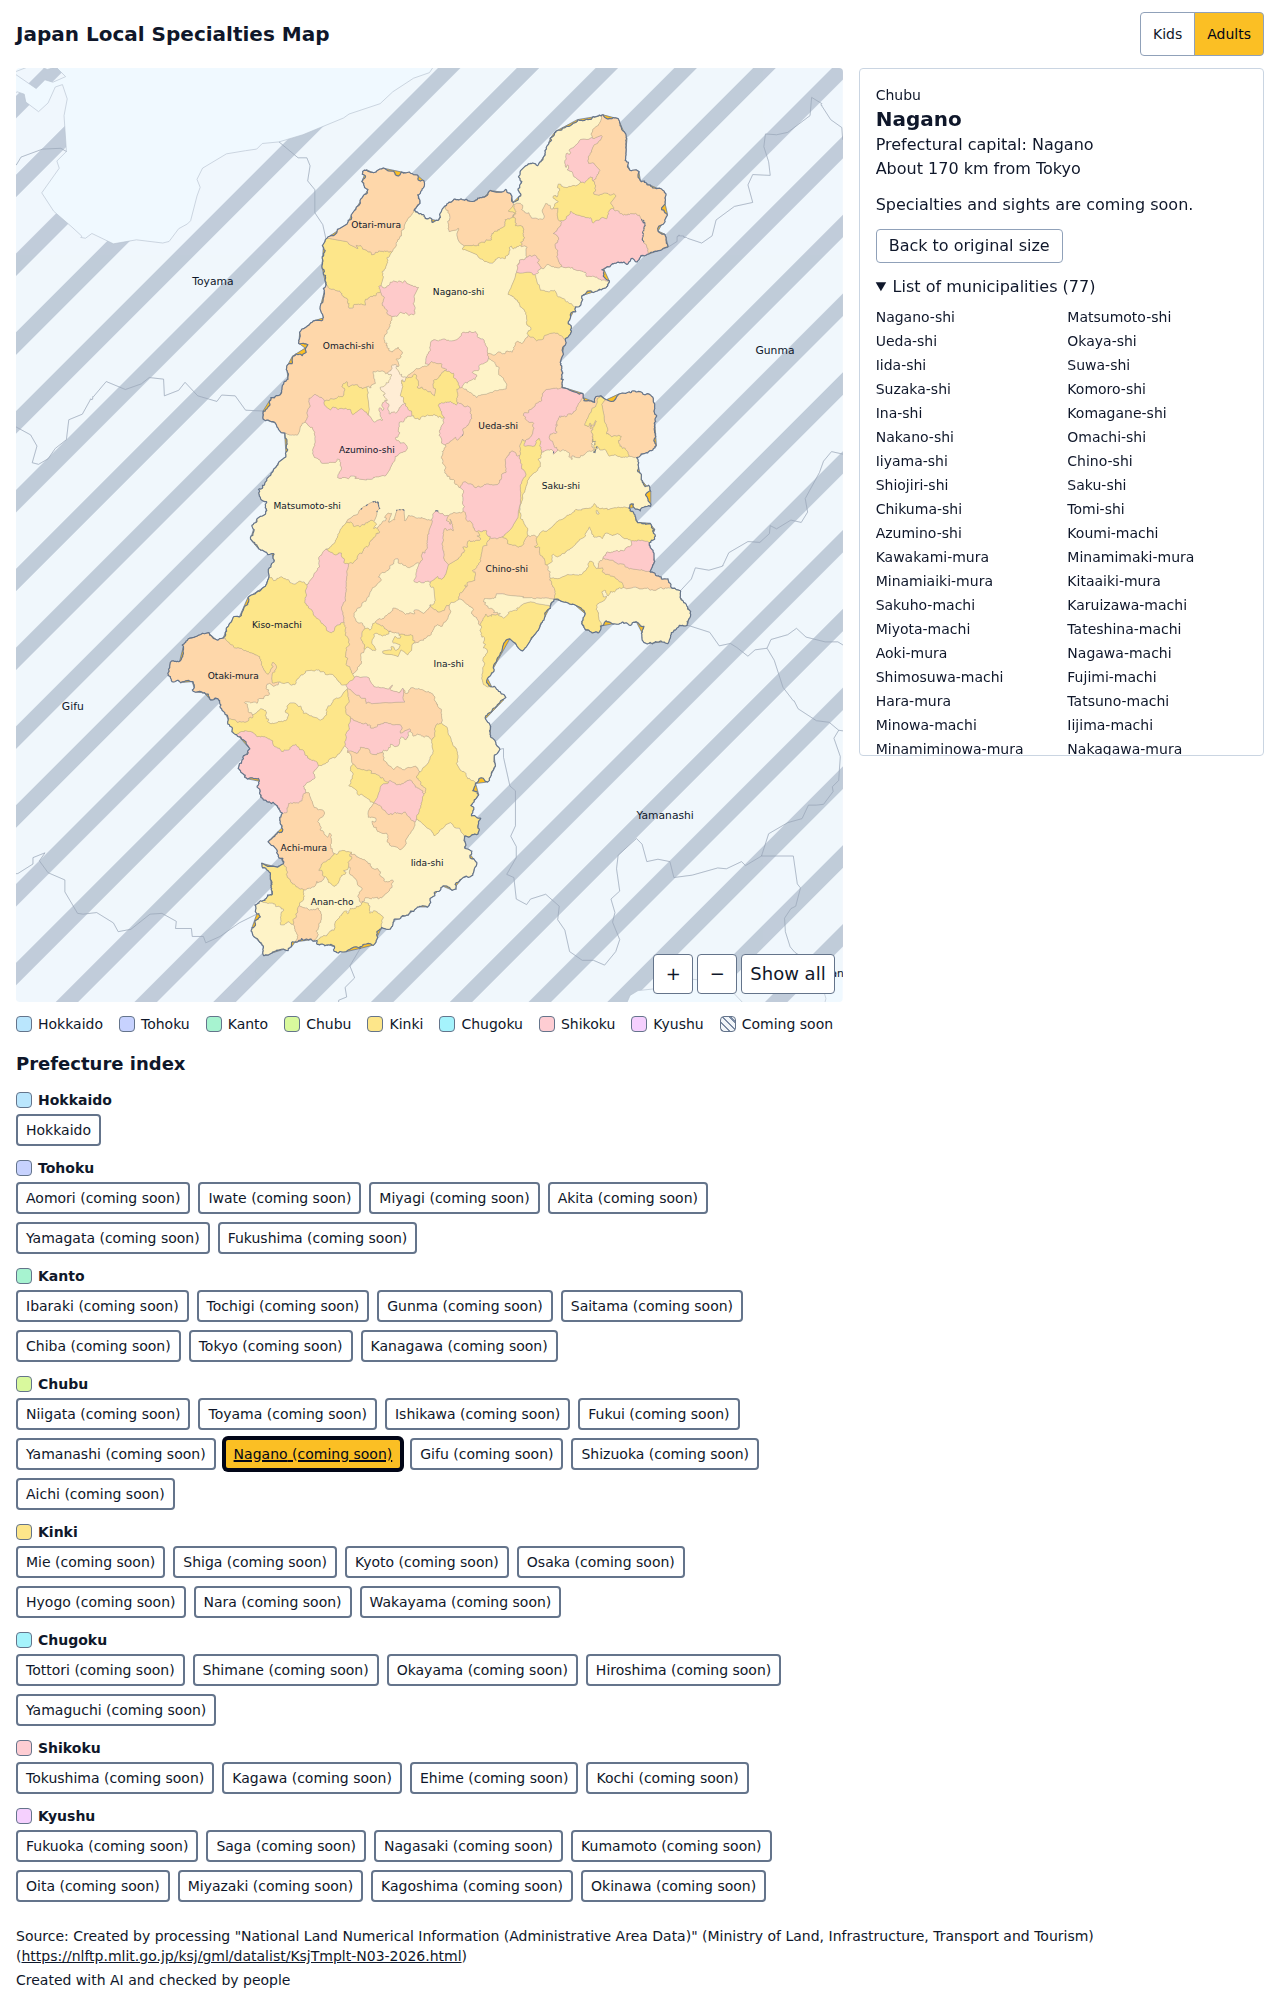 Japan Local Specialties Map
Kids Adults
Otari-mura
Toyama
Nagano-shi
Omachi-shi
Gunma
Ueda-shi
Azumino-shi
Saku-shi
Matsumoto-shi
Chino-shi
Kiso-machi
Ina-shi
Otaki-mura
Gifu
Yamanashi
Achi-mura
Iida-shi
Anan-cho
+ − Show all
Chubu
Nagano
Prefectural capital: Nagano
About 170 km from Tokyo
Specialties and sights are coming soon.
Back to original size
▼ List of municipalities (77)
Nagano-shi Matsumoto-shi
Ueda-shi Okaya-shi
Iida-shi Suwa-shi
Suzaka-shi Komoro-shi
Ina-shi Komagane-shi
Nakano-shi Omachi-shi
Iiyama-shi Chino-shi
Shiojiri-shi Saku-shi
Chikuma-shi Tomi-shi
Azumino-shi Koumi-machi
Kawakami-mura Minamimaki-mura
Minamiaiki-mura Kitaaiki-mura
Sakuho-machi Karuizawa-machi
Miyota-machi Tateshina-machi
Aoki-mura Nagawa-machi
Shimosuwa-machi Fujimi-machi
Hara-mura Tatsuno-machi
Minowa-machi Iijima-machi
Minamiminowa-mura Nakagawa-mura
Hokkaido Tohoku Kanto Chubu Kinki Chugoku Shikoku Kyushu Coming soon
Prefecture index
Hokkaido
Hokkaido
Tohoku
Aomori (coming soon) Iwate (coming soon) Miyagi (coming soon) Akita (coming soon)
Yamagata (coming soon) Fukushima (coming soon)
Kanto
Ibaraki (coming soon) Tochigi (coming soon) Gunma (coming soon) Saitama (coming soon)
Chiba (coming soon) Tokyo (coming soon) Kanagawa (coming soon)
Chubu
Niigata (coming soon) Toyama (coming soon) Ishikawa (coming soon) Fukui (coming soon)
Yamanashi (coming soon) Nagano (coming soon) Gifu (coming soon) Shizuoka (coming soon)
Aichi (coming soon)
Kinki
Mie (coming soon) Shiga (coming soon) Kyoto (coming soon) Osaka (coming soon)
Hyogo (coming soon) Nara (coming soon) Wakayama (coming soon)
Chugoku
Tottori (coming soon) Shimane (coming soon) Okayama (coming soon) Hiroshima (coming soon)
Yamaguchi (coming soon)
Shikoku
Tokushima (coming soon) Kagawa (coming soon) Ehime (coming soon) Kochi (coming soon)
Kyushu
Fukuoka (coming soon) Saga (coming soon) Nagasaki (coming soon) Kumamoto (coming soon)
Oita (coming soon) Miyazaki (coming soon) Kagoshima (coming soon) Okinawa (coming soon)
Source: Created by processing "National Land Numerical Information (Administrative Area Data)" (Ministry of Land, Infrastructure, Transport and Tourism)
(https://nlftp.mlit.go.jp/ksj/gml/datalist/KsjTmplt-N03-2026.html)
Created with AI and checked by people